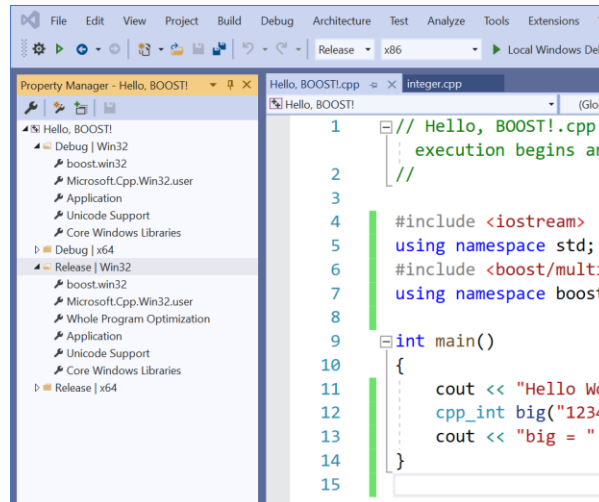 File Edit View Project Build Debug Architecture Test Analyze Tools Extensions
Release x86 Local Windows
Property Manager - Hello, BOOST!
Hello, BOOST!
Debug | Win32
boost.win32
Microsoft.Cpp.Win32.user
Application
Unicode Support
Core Windows Libraries
Debug | x64
Release | Win32
boost.win32
Microsoft.Cpp.Win32.user
Whole Program Optimization
Application
Unicode Support
Core Windows Libraries
Release | x64
Hello, BOOST!.cpp integer.cpp
Hello, BOOST! (Glo
1 // Hello, BOOST!.cpp
execution begins a
2 //
3
4 #include <iostream>
5 using namespace std;
6 #include <boost/mult
7 using namespace boost
8
9 int main()
10 {
11 cout << "Hello W
12 cpp_int big("123
13 cout << "big = "
14 }
15